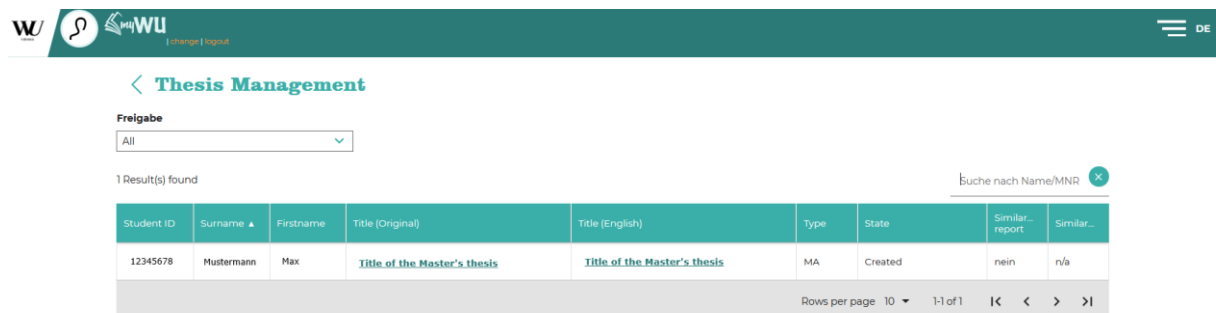 WU
myWU
| change | logout
DE
Thesis Management
Freigabe
All
1 Result(s) found
Suche nach Name/MNR
Student ID Surname ▲ Firstname Title (Original) Title (English) Type State Similar... report Similar...
12345678 Mustermann Max Title of the Master's thesis Title of the Master's thesis MA Created nein n/a
Rows per page 10 1-1 of 1